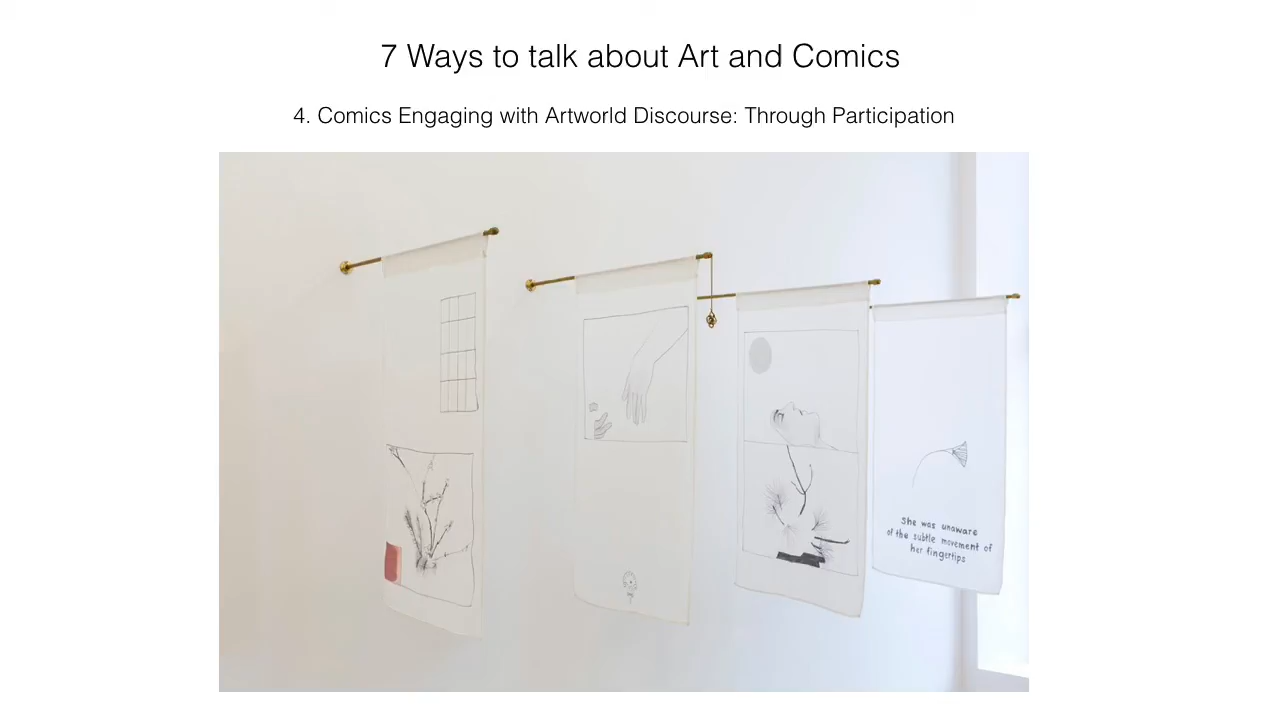 7 Ways to talk about Art and Comics
4. Comics Engaging with Artworld Discourse: Through Participation
She was unaware
of the subtle movement of
her fingertips